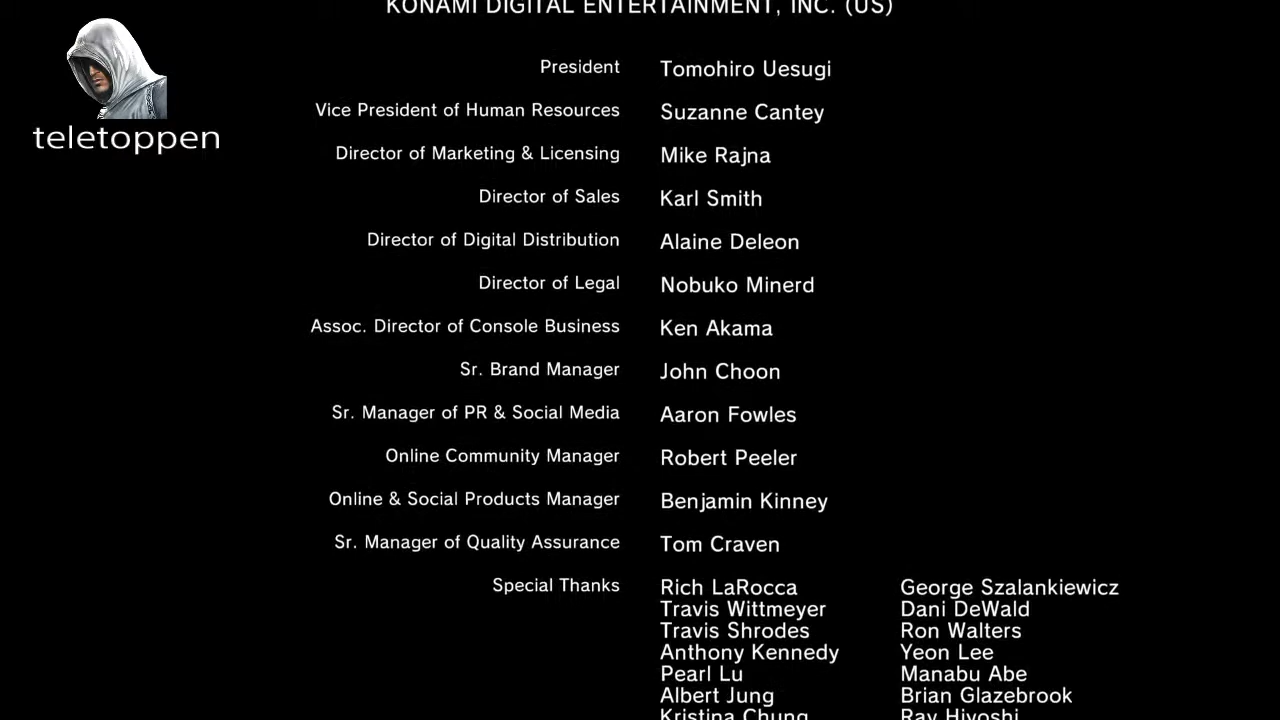 KONAMI DIGITAL ENTERTAINMENT, INC. (US)
teletoppen
President Tomohiro Uesugi
Vice President of Human Resources Suzanne Cantey
Director of Marketing & Licensing Mike Rajna
Director of Sales Karl Smith
Director of Digital Distribution Alaine Deleon
Director of Legal Nobuko Minerd
Assoc. Director of Console Business Ken Akama
Sr. Brand Manager John Choon
Sr. Manager of PR & Social Media Aaron Fowles
Online Community Manager Robert Peeler
Online & Social Products Manager Benjamin Kinney
Sr. Manager of Quality Assurance Tom Craven
Special Thanks Rich LaRocca George Szalankiewicz
Travis Wittmeyer Dani DeWald
Travis Shrodes Ron Walters
Anthony Kennedy Yeon Lee
Pearl Lu Manabu Abe
Albert Jung Brian Glazebrook
Kristina Chung Ray Hiyoshi